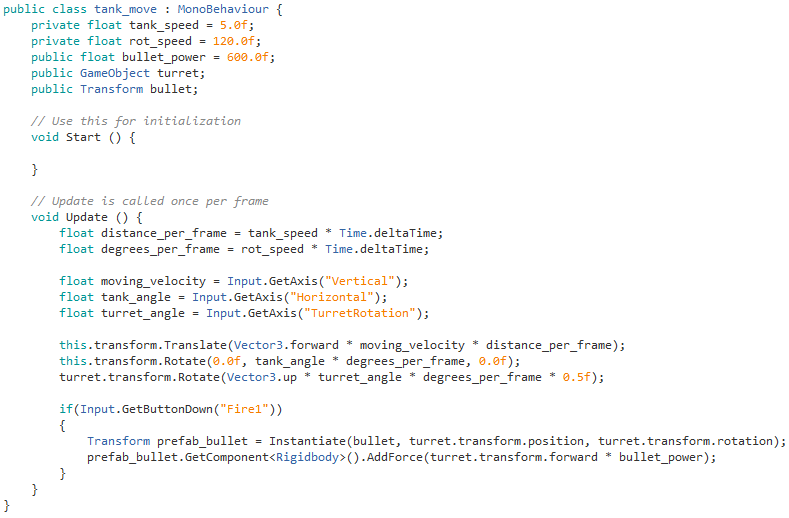 public class tank_move : MonoBehaviour {
    private float tank_speed = 5.0f;
    private float rot_speed = 120.0f;
    public float bullet_power = 600.0f;
    public GameObject turret;
    public Transform bullet;

    // Use this for initialization
    void Start () {

    }

    // Update is called once per frame
    void Update () {
        float distance_per_frame = tank_speed * Time.deltaTime;
        float degrees_per_frame = rot_speed * Time.deltaTime;

        float moving_velocity = Input.GetAxis("Vertical");
        float tank_angle = Input.GetAxis("Horizontal");
        float turret_angle = Input.GetAxis("TurretRotation");

        this.transform.Translate(Vector3.forward * moving_velocity * distance_per_frame);
        this.transform.Rotate(0.0f, tank_angle * degrees_per_frame, 0.0f);
        turret.transform.Rotate(Vector3.up * turret_angle * degrees_per_frame * 0.5f);

        if(Input.GetButtonDown("Fire1"))
        {
            Transform prefab_bullet = Instantiate(bullet, turret.transform.position, turret.transform.rotation);
            prefab_bullet.GetComponent<Rigidbody>().AddForce(turret.transform.forward * bullet_power);
        }
    }
}